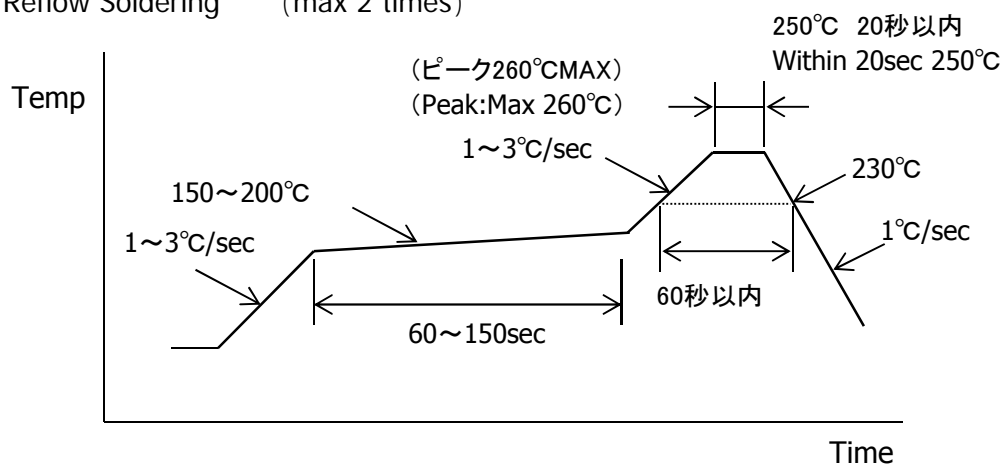 Reflow Soldering （max 2 times）
250℃ 20秒以内
Within 20sec 250℃
（ピーク260℃MAX）
（Peak:Max 260℃）
Temp
1～3℃/sec
230℃
150～200℃
1～3℃/sec
1℃/sec
60秒以内
60～150sec
Time